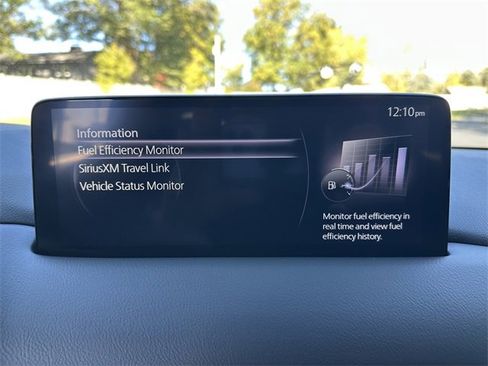 12:10pm
Information
Fuel Efficiency Monitor
SiriusXM Travel Link
Vehicle Status Monitor
Monitor fuel efficiency in
real time and view fuel
efficiency history.